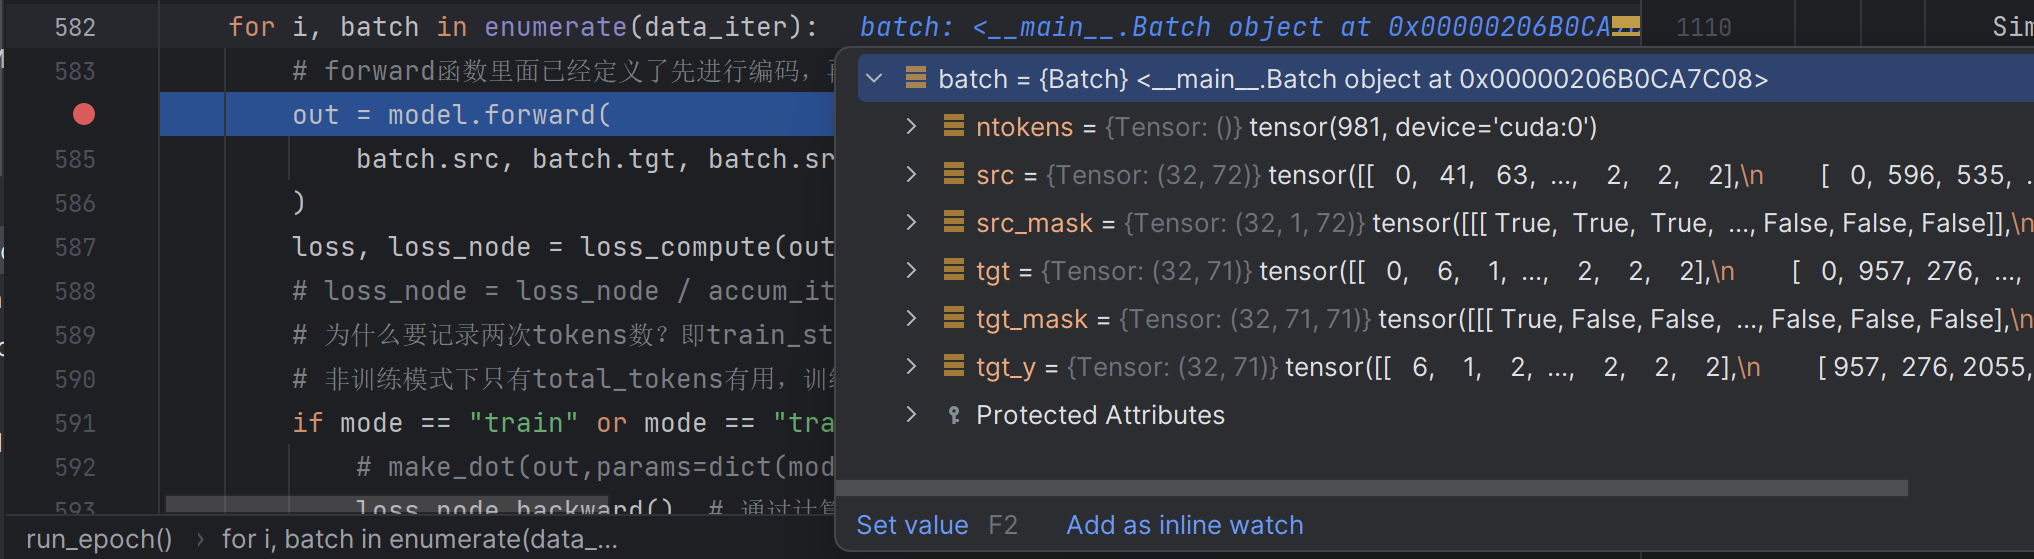 582 for i, batch in enumerate(data_iter): batch: <__main__.Batch object at 0x00000206B0CA
1110 Sim
583 # forward函数里面已经定义了先进行编码，
out = model.forward(
585 batch.src, batch.tgt, batch.sr
586 )
587 loss, loss_node = loss_compute(out
588 # loss_node = loss_node / accum_it
589 # 为什么要记录两次tokens数？即train_st
590 # 非训练模式下只有total_tokens有用，训
591 if mode == "train" or mode == "tra
592 # make_dot(out,params=dict(mod
593 loss_node.backward() # 通过计
run_epoch() › for i, batch in enumerate(data_...
batch = {Batch} <__main__.Batch object at 0x00000206B0CA7C08>
ntokens = {Tensor: ()} tensor(981, device='cuda:0')
src = {Tensor: (32, 72)} tensor([[ 0, 41, 63, ..., 2, 2, 2],\n [ 0, 596, 535, .
src_mask = {Tensor: (32, 1, 72)} tensor([[[ True, True, True, ..., False, False, False]],\n
tgt = {Tensor: (32, 71)} tensor([[ 0, 6, 1, ..., 2, 2, 2],\n [ 0, 957, 276, ...,
tgt_mask = {Tensor: (32, 71, 71)} tensor([[[ True, False, False, ..., False, False, False],\n
tgt_y = {Tensor: (32, 71)} tensor([[ 6, 1, 2, ..., 2, 2, 2],\n [ 957, 276, 2055,
Protected Attributes
Set value F2 Add as inline watch